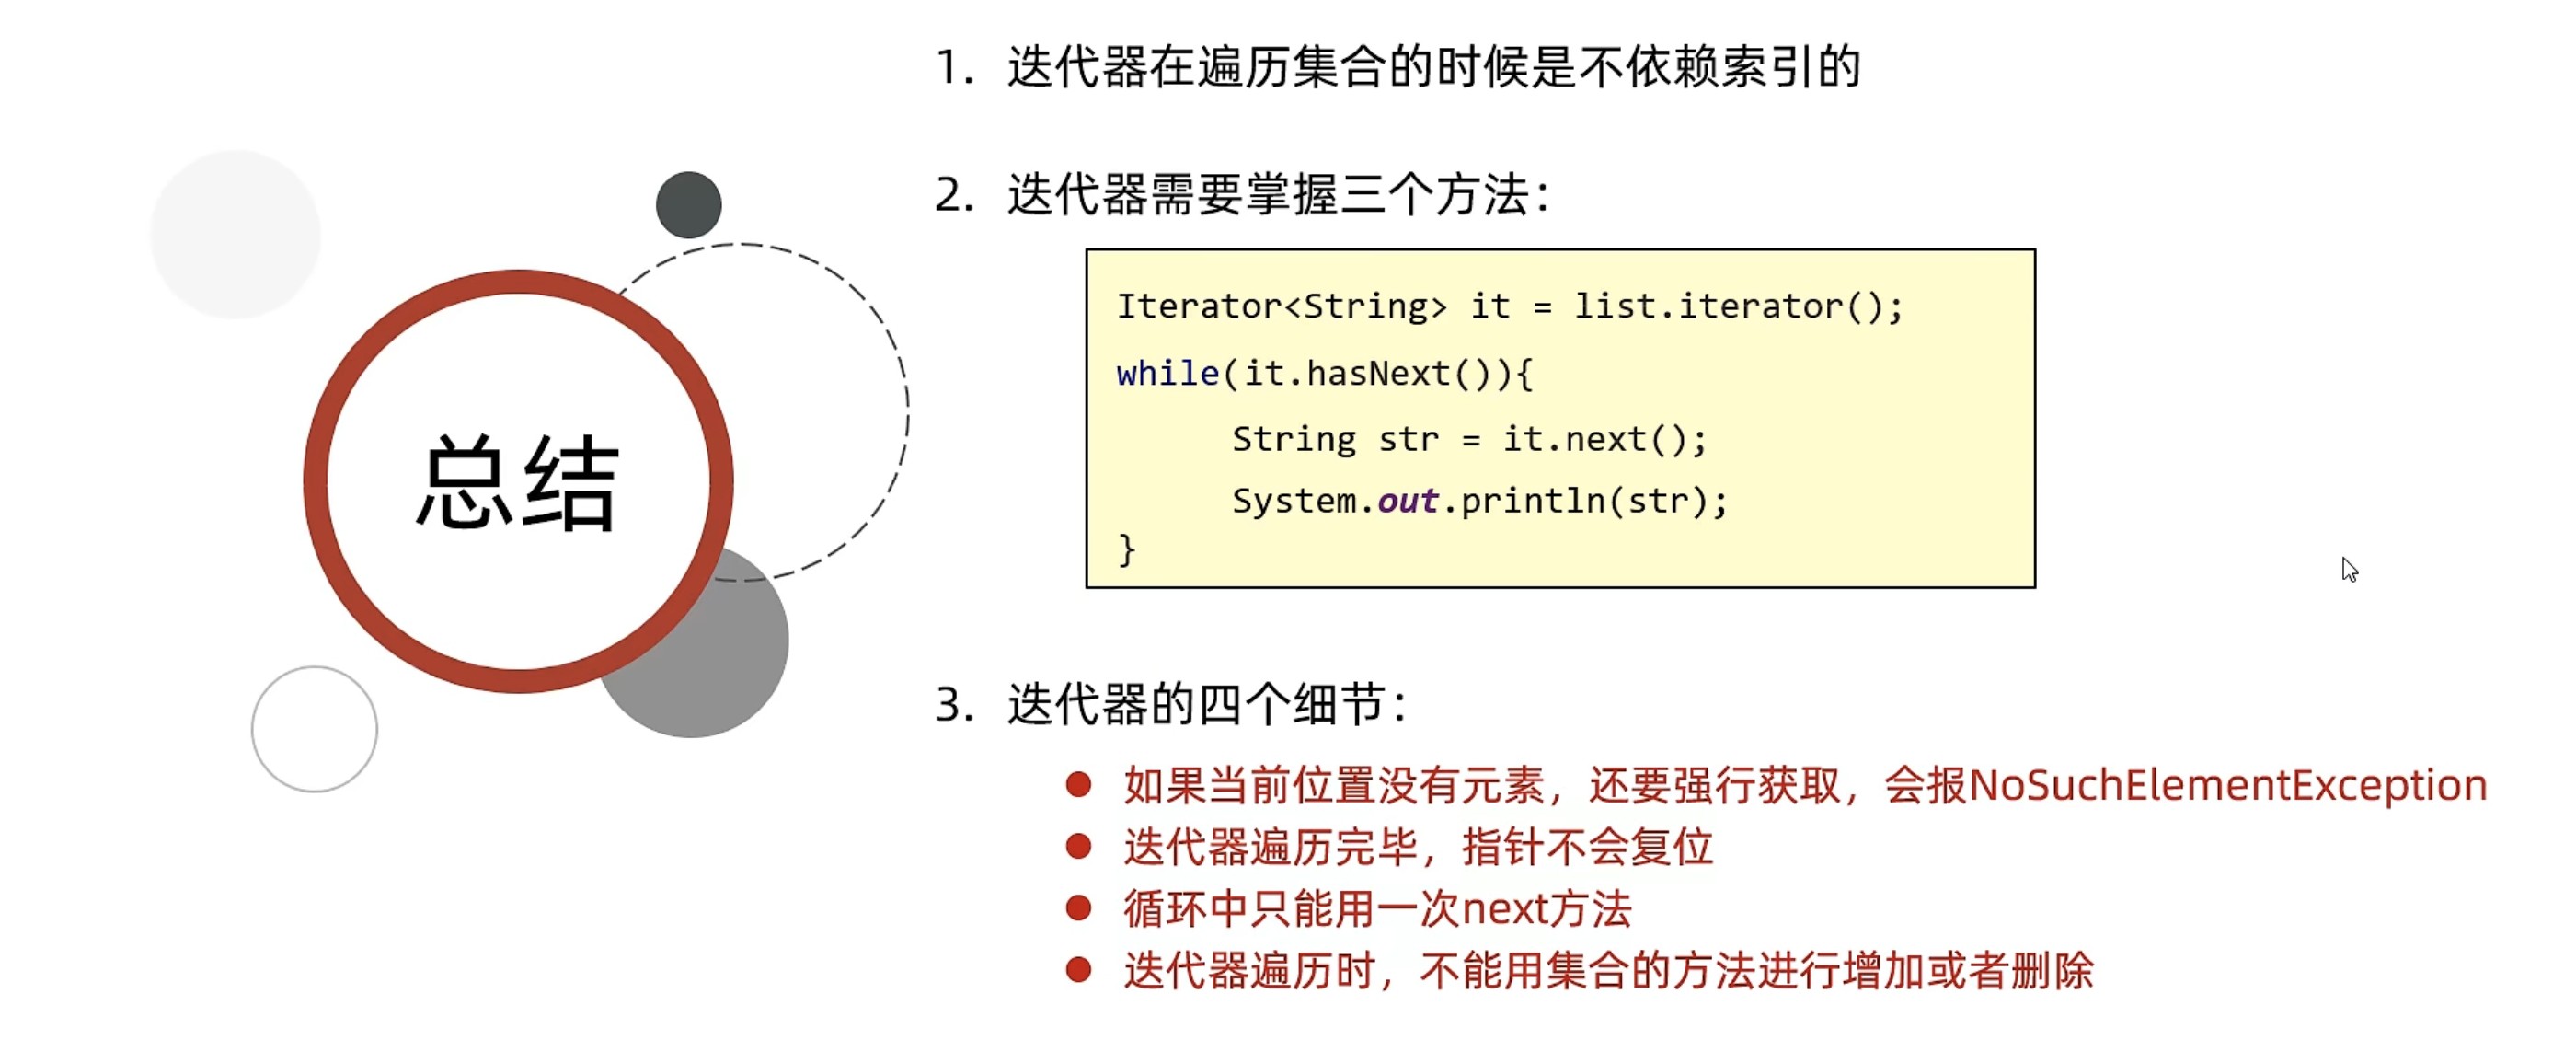 总结
1. 迭代器在遍历集合的时候是不依赖索引的
2. 迭代器需要掌握三个方法：
Iterator<String> it = list.iterator();
while(it.hasNext()){
String str = it.next();
System.out.println(str);
}
3. 迭代器的四个细节：
● 如果当前位置没有元素，还要强行获取，会报NoSuchElementException
● 迭代器遍历完毕，指针不会复位
● 循环中只能用一次next方法
● 迭代器遍历时，不能用集合的方法进行增加或者删除